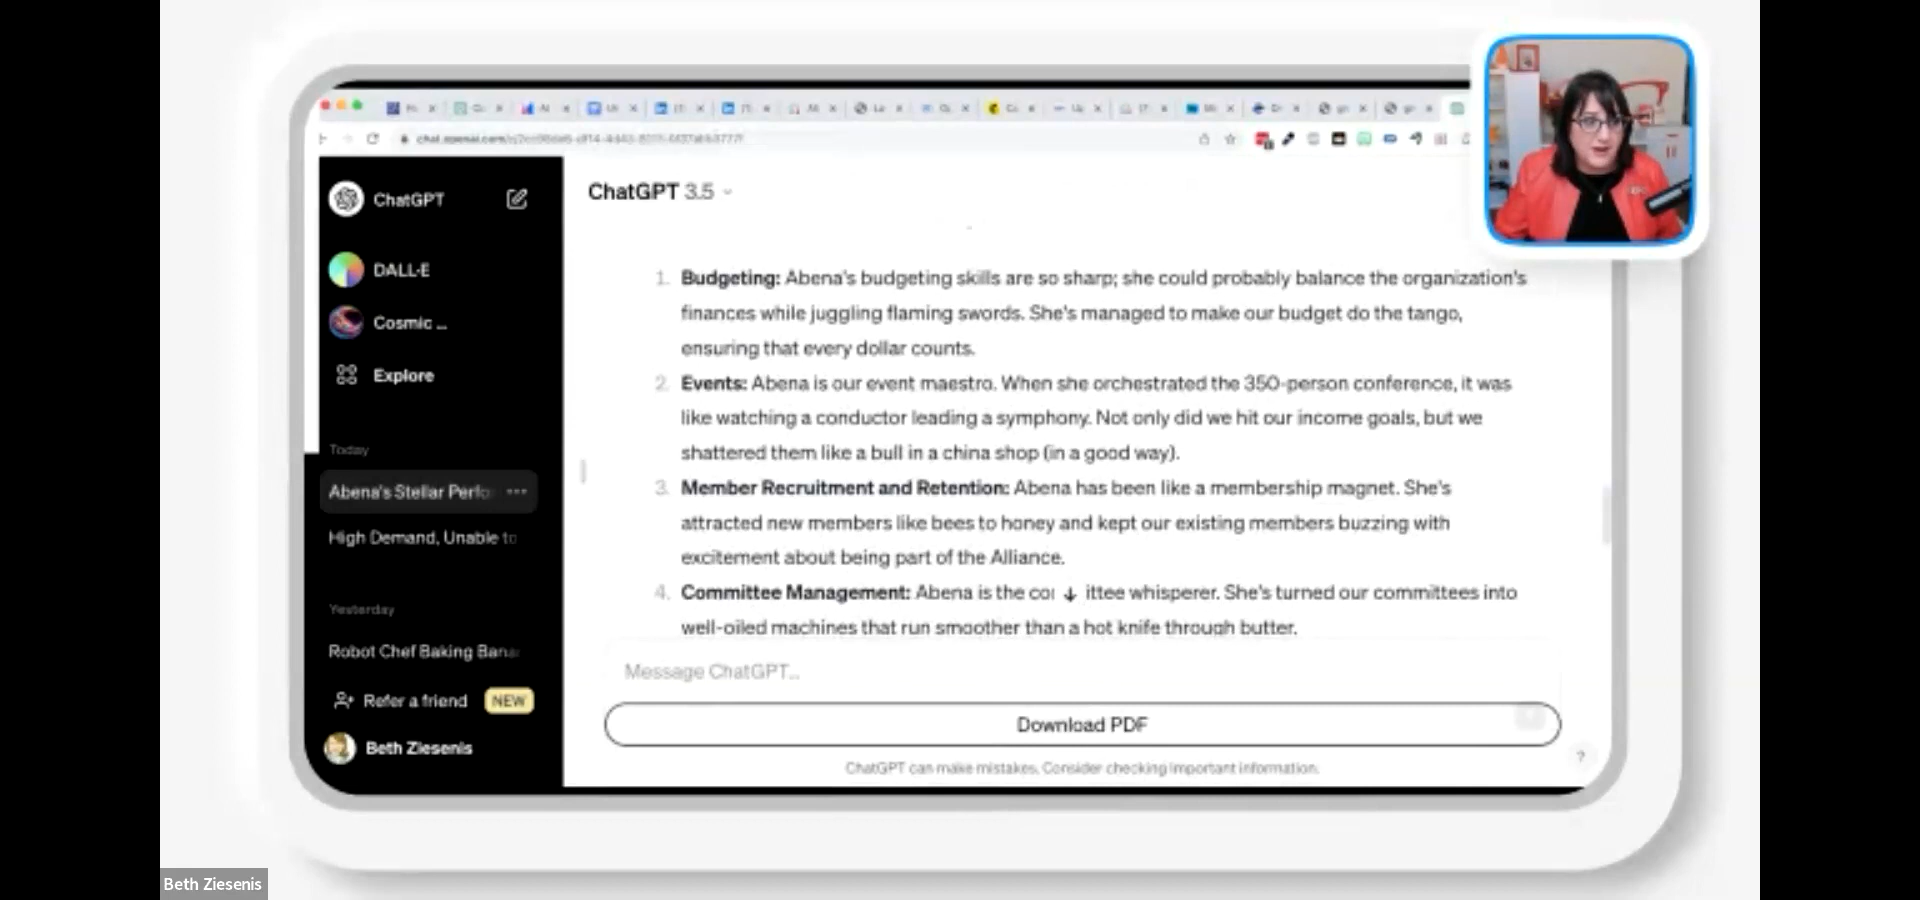 ChatGPT
DALL·E
Cosmic ...
Explore
Today
Abena's Stellar Perfo
High Demand, Unable to
Yesterday
Robot Chef Baking Bana
Refer a friend NEW
Beth Ziesenis
ChatGPT 3.5
1. Budgeting: Abena's budgeting skills are so sharp; she could probably balance the organization's
finances while juggling flaming swords. She's managed to make our budget do the tango,
ensuring that every dollar counts.
2. Events: Abena is our event maestro. When she orchestrated the 350-person conference, it was
like watching a conductor leading a symphony. Not only did we hit our income goals, but we
shattered them like a bull in a china shop (in a good way).
3. Member Recruitment and Retention: Abena has been like a membership magnet. She's
attracted new members like bees to honey and kept our existing members buzzing with
excitement about being part of the Alliance.
4. Committee Management: Abena is the co ittee whisperer. She's turned our committees into
well-oiled machines that run smoother than a hot knife through butter.
Message ChatGPT...
Download PDF
ChatGPT can make mistakes. Consider checking important information.
?
Beth Ziesenis